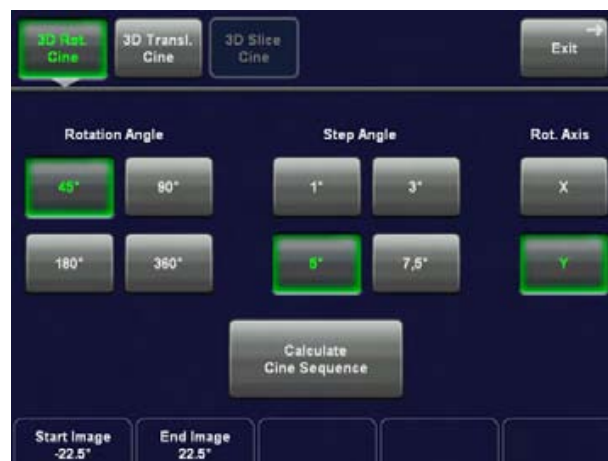 3D Rot.
Cine
3D Transl.
Cine
3D Slice
Cine
Exit
Rotation Angle
Step Angle
Rot. Axis
45°
90°
1°
3°
X
180°
360°
5°
7,5°
Y
Calculate
Cine Sequence
Start Image
-22.5°
End Image
22.5°